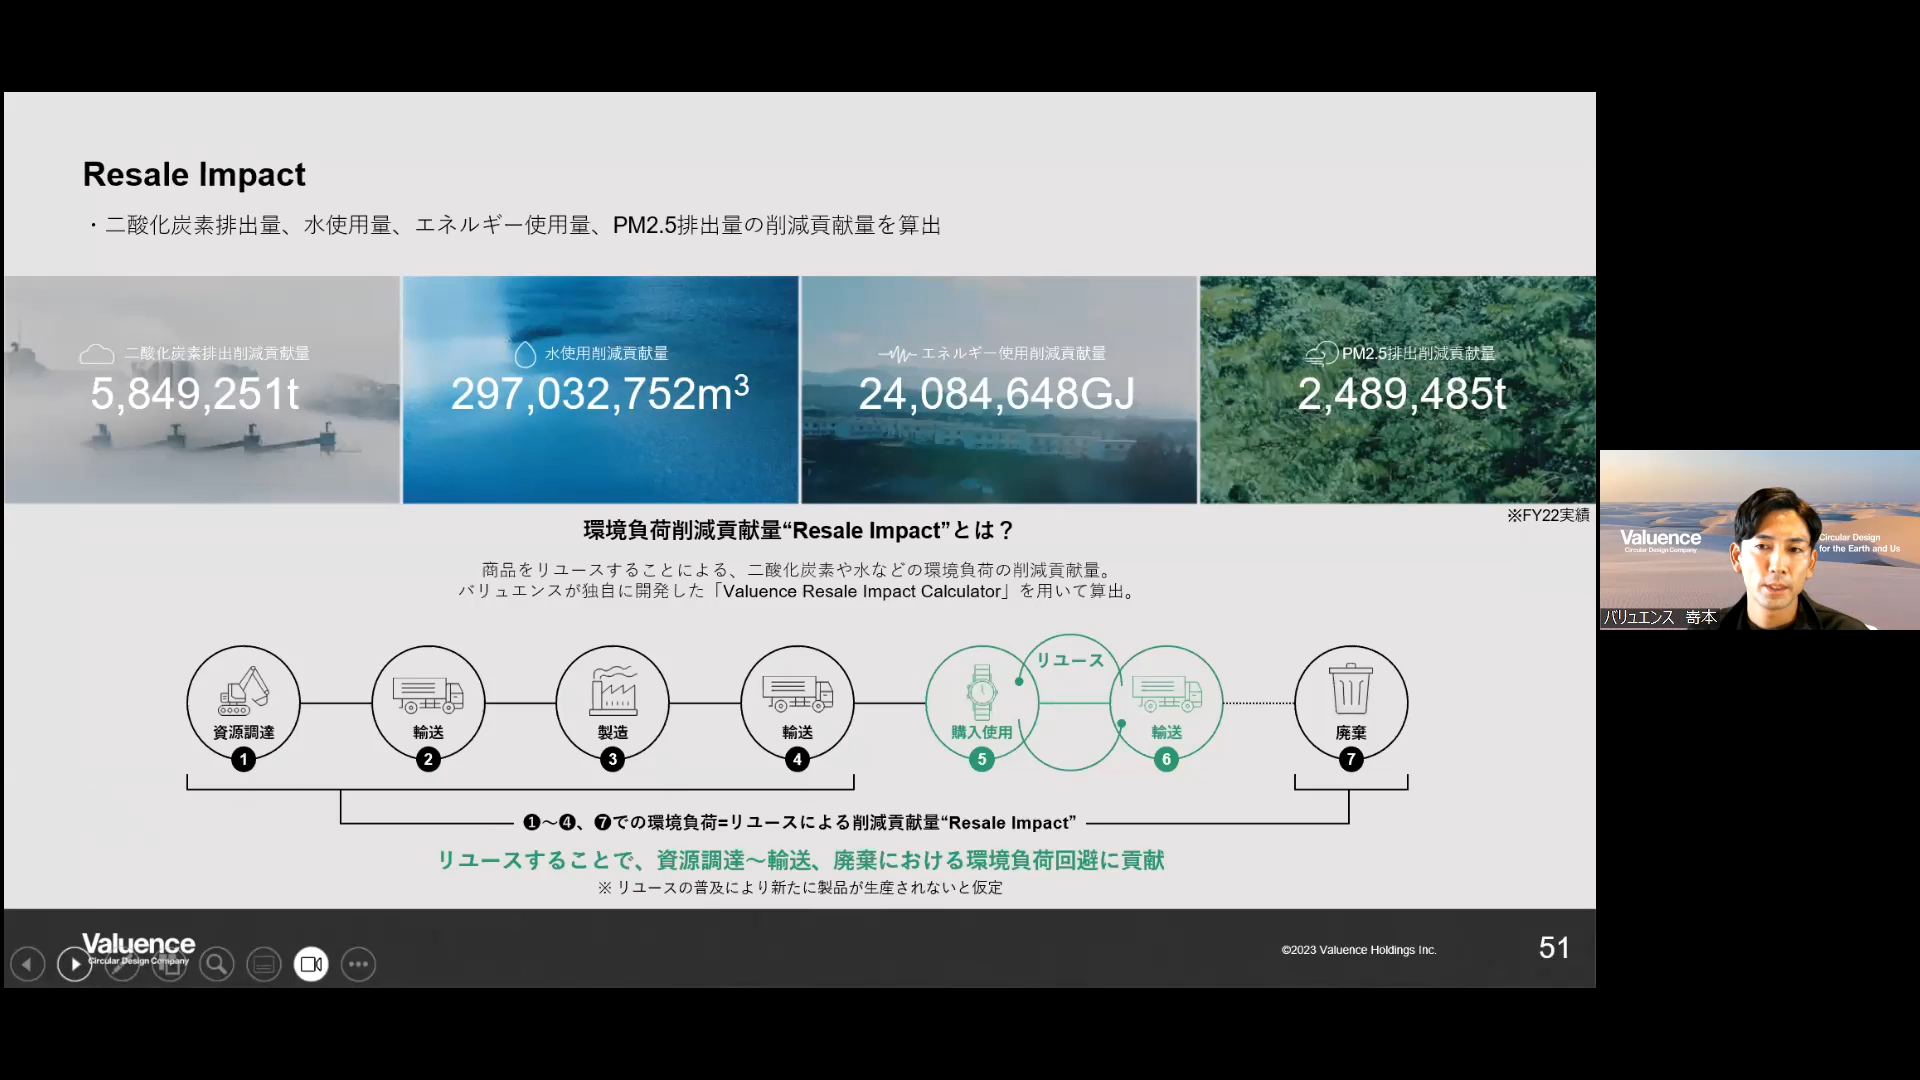 Resale Impact
・二酸化炭素排出量、水使用量、エネルギー使用量、PM2.5排出量の削減貢献量を算出
二酸化炭素排出削減貢献量
5,849,251t
水使用削減貢献量
297,032,752m³
エネルギー使用削減貢献量
24,084,648GJ
PM2.5排出削減貢献量
2,489,485t
※FY22実績
環境負荷削減貢献量“Resale Impact”とは？
商品をリユースすることによる、二酸化炭素や水などの環境負荷の削減貢献量。
バリュエンスが独自に開発した「Valuence Resale Impact Calculator」を用いて算出。
資源調達
1
輸送
2
製造
3
輸送
4
購入使用
5
リユース
輸送
6
廃棄
7
❶～❹、❼での環境負荷=リユースによる削減貢献量“Resale Impact”
リユースすることで、資源調達～輸送、廃棄における環境負荷回避に貢献
※ リユースの普及により新たに製品が生産されないと仮定
Valuence
Circular Design Company
©2023 Valuence Holdings Inc.
51
Valuence
Circular Design Company
Circular Design
for the Earth and Us
バリュエンス 嵜本